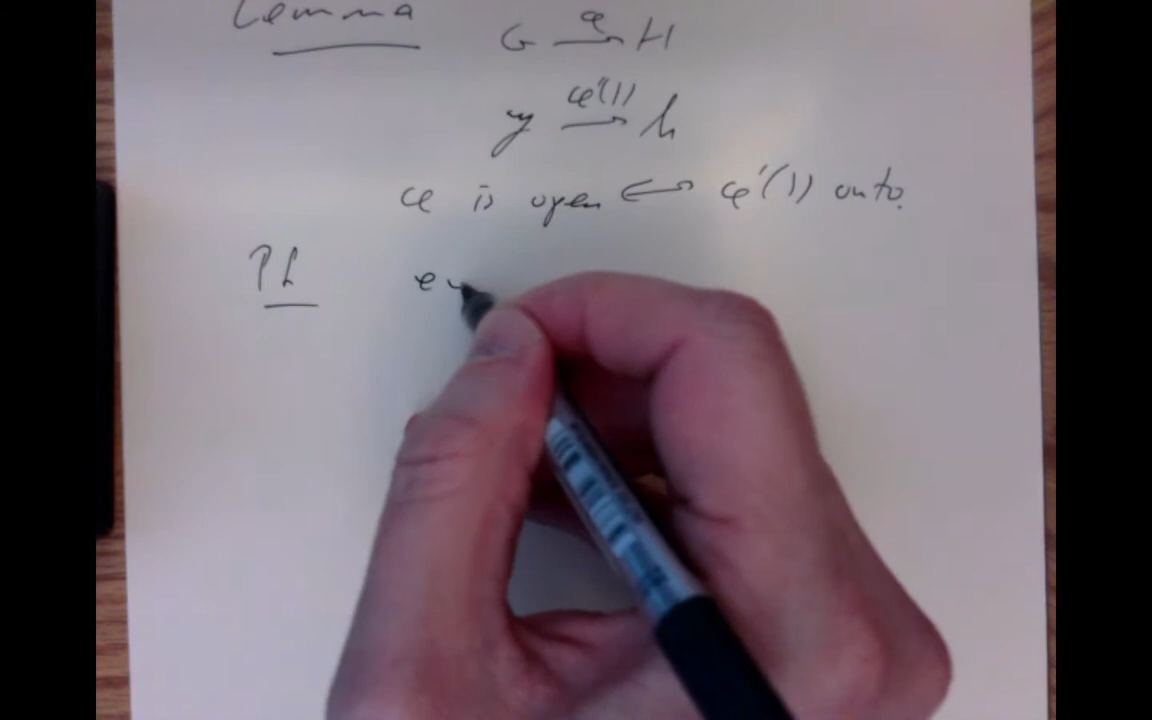 Lemma G →φ H
g →φ'(1) h
φ is open ⟺ φ'(1) onto.
Pf